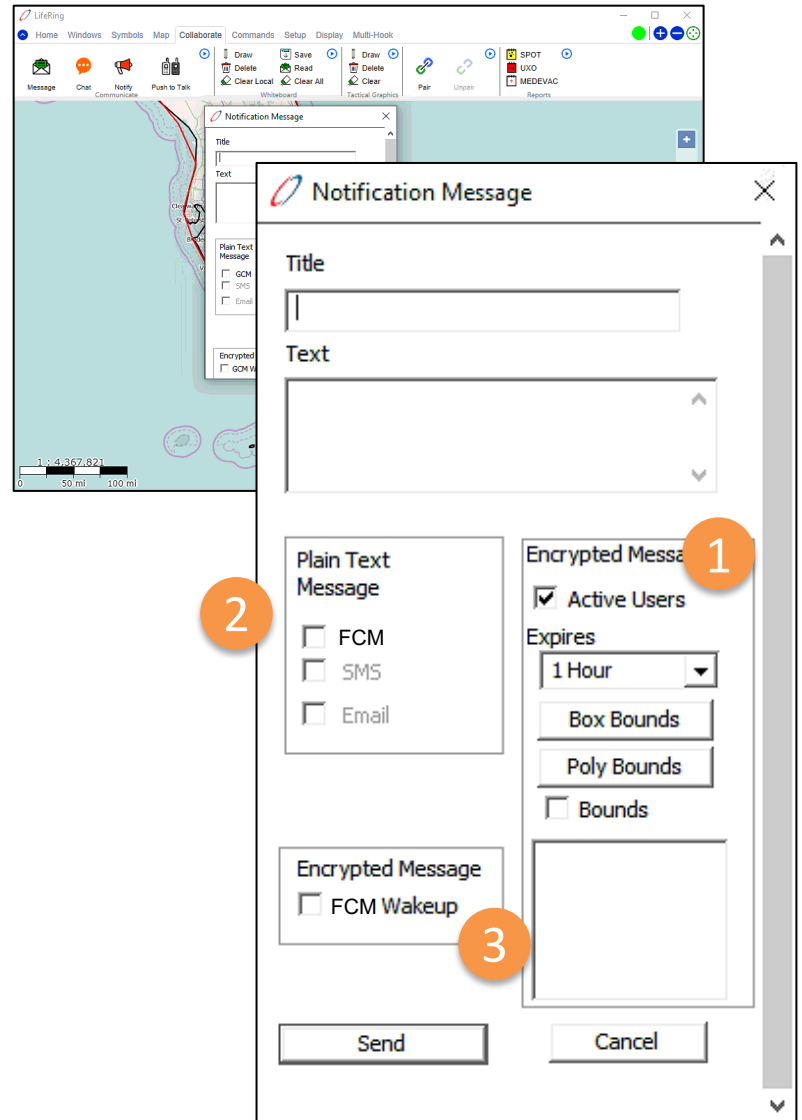 LifeRing
Home Windows Symbols Map Collaborate Commands Setup Display Multi-Hook
Draw Save Draw SPOT
Delete Read Delete UXO
Clear Local Clear All Clear MEDEVAC
Message Chat Notify Push to Talk Pair Unpair
Communicate Whiteboard Tactical Graphics Reports
Notification Message
Title
Text
Plain Text
Message
GCM
SMS
Email
Encrypted
GCM W
1 : 4,367,821
0 50 mi 100 mi
Notification Message
Title
Text
Plain Text
Message
2
FCM
SMS
Email
Encrypted Messa
1
Active Users
Expires
1 Hour
Box Bounds
Poly Bounds
Bounds
Encrypted Message
FCM Wakeup
3
Send
Cancel